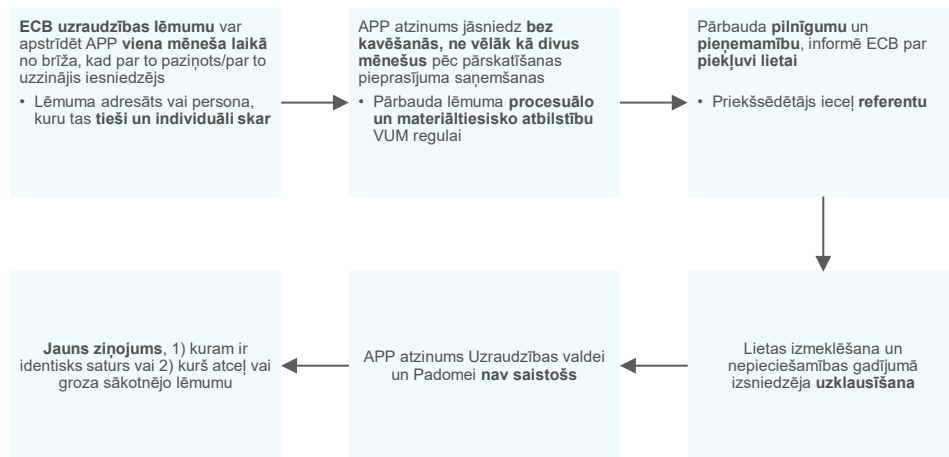 ECB uzraudzības lēmumu var
apstrīdēt APP viena mēneša laikā
no brīža, kad par to paziņots/par to
uzzinājis iesniedzējs
• Lēmuma adresāts vai persona,
kuru tas tieši un individuāli skar
APP atzinums jāsniedz bez
kavēšanās, ne vēlāk kā divus
mēnešus pēc pārskatīšanas
pieprasījuma saņemšanas
• Pārbauda lēmuma procesuālo
un materiāltiesisko atbilstību
VUM regulai
Pārbauda pilnīgumu un
pieņemamību, informē ECB par
piekļuvi lietai
• Priekšsēdētājs ieceļ referentu
Lietas izmeklēšana un
nepieciešamības gadījumā
izsniedzēja uzklausīšana
APP atzinums Uzraudzības valdei
un Padomei nav saistošs
Jauns ziņojums, 1) kuram ir
identisks saturs vai 2) kurš atceļ vai
groza sākotnējo lēmumu